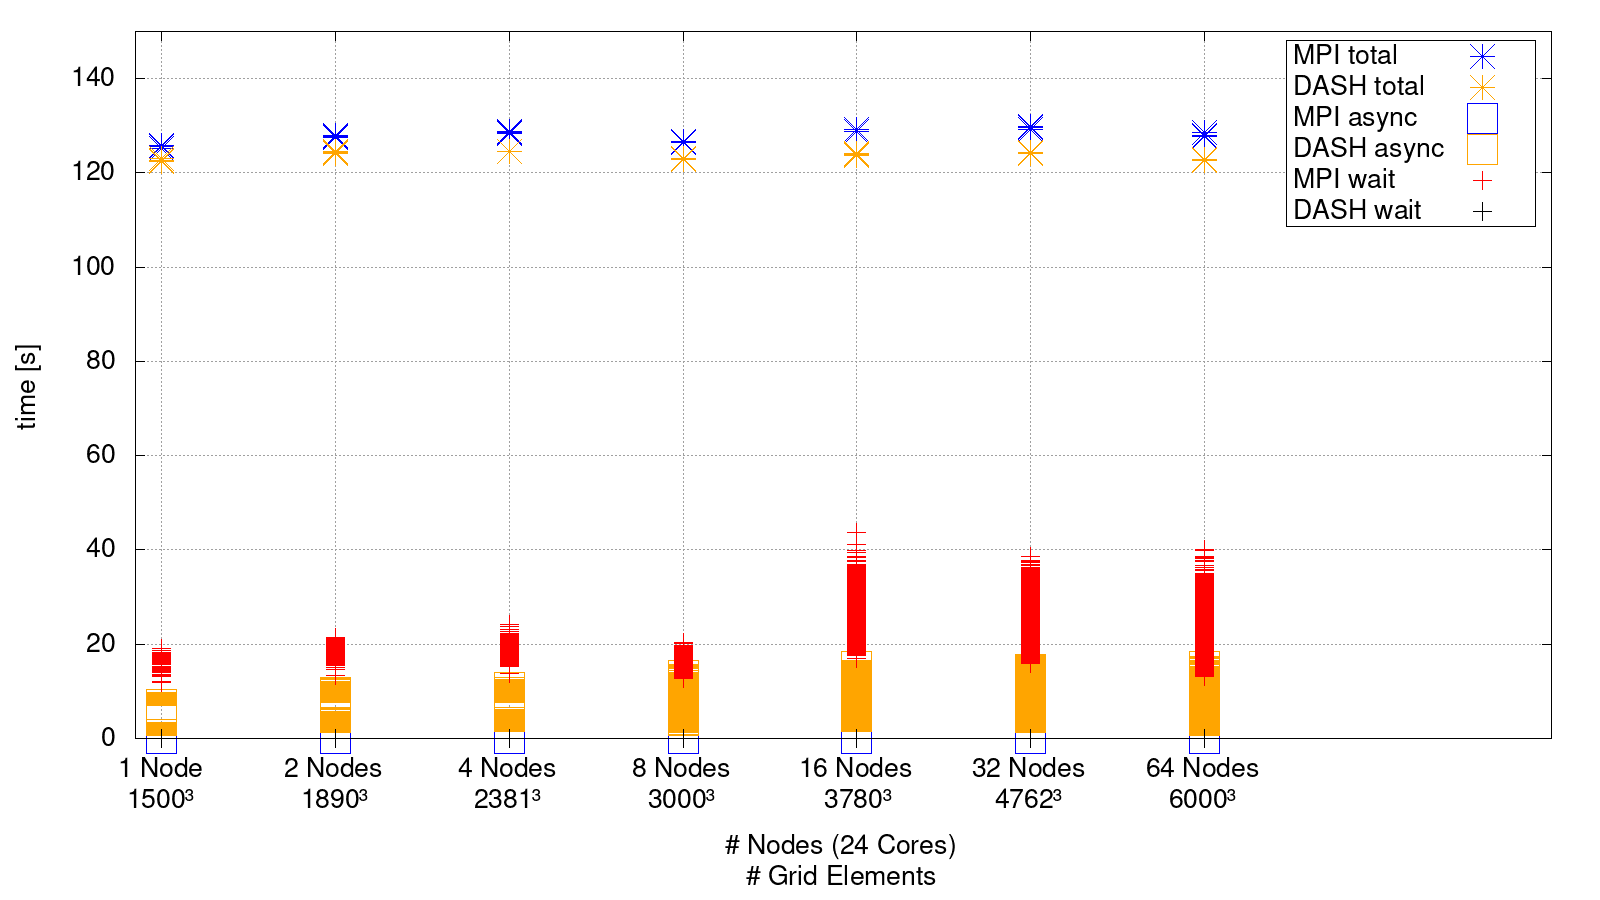 140
120
100
80
60
40
20
0
time [s]
MPI total
DASH total
MPI async
DASH async
MPI wait
DASH wait
1 Node 2 Nodes 4 Nodes 8 Nodes 16 Nodes 32 Nodes 64 Nodes
1500³ 1890³ 2381³ 3000³ 3780³ 4762³ 6000³
# Nodes (24 Cores)
# Grid Elements